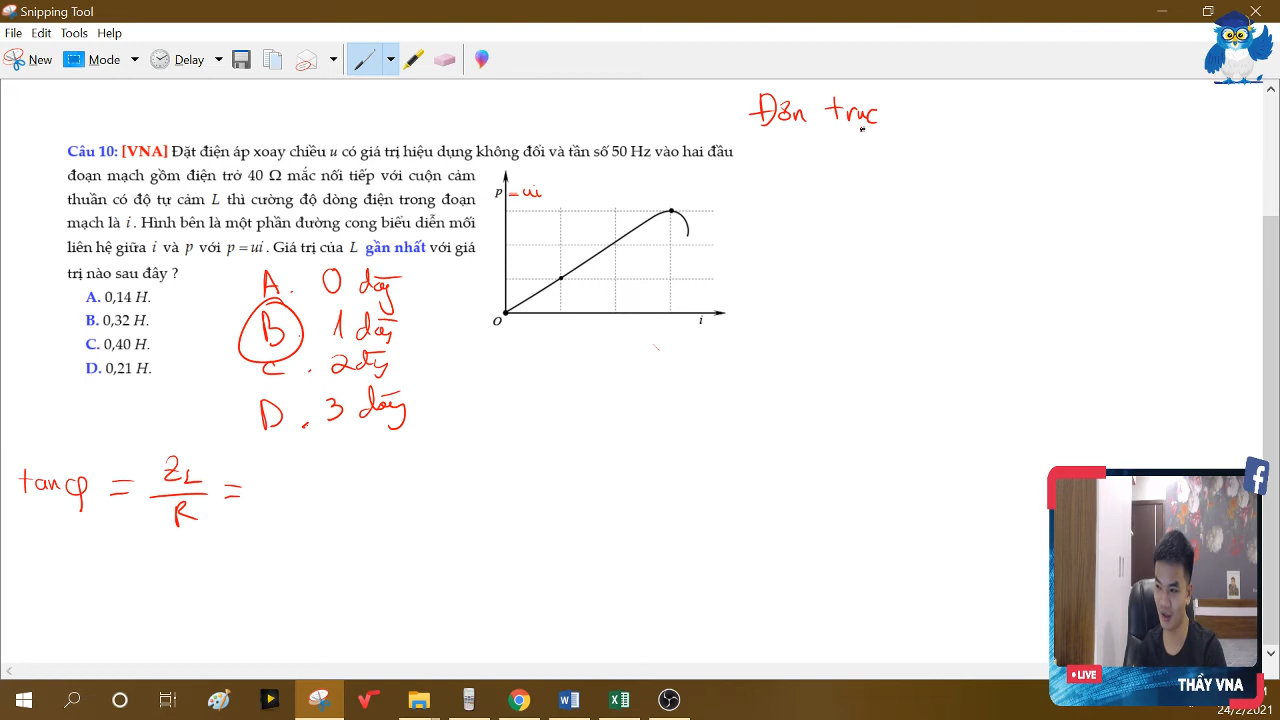 Snipping Tool
File Edit Tools Help
New Mode Delay
Đơn trục
Câu 10: [VNA] Đặt điện áp xoay chiều u có giá trị hiệu dụng không đổi và tần số 50 Hz vào hai đầu
đoạn mạch gồm điện trở 40 Ω mắc nối tiếp với cuộn cảm
thuần có độ tự cảm L thì cường độ dòng điện trong đoạn
mạch là i. Hình bên là một phần đường cong biểu diễn mối
liên hệ giữa i và p với p = ui. Giá trị của L gần nhất với giá
trị nào sau đây ?
A. 0,14 H.
B. 0,32 H.
C. 0,40 H.
D. 0,21 H.
p = ui
O
i
A. 0 dòng
B. 1 dòng
C. 2 dòng
D. 3 dòng
tanφ = Z_L / R =
LIVE
THẦY VNA
24/2/2021